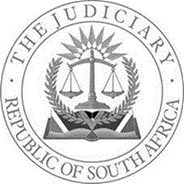 · THE JUDICIARY ·
REPUBLIC OF SOUTH AFRICA